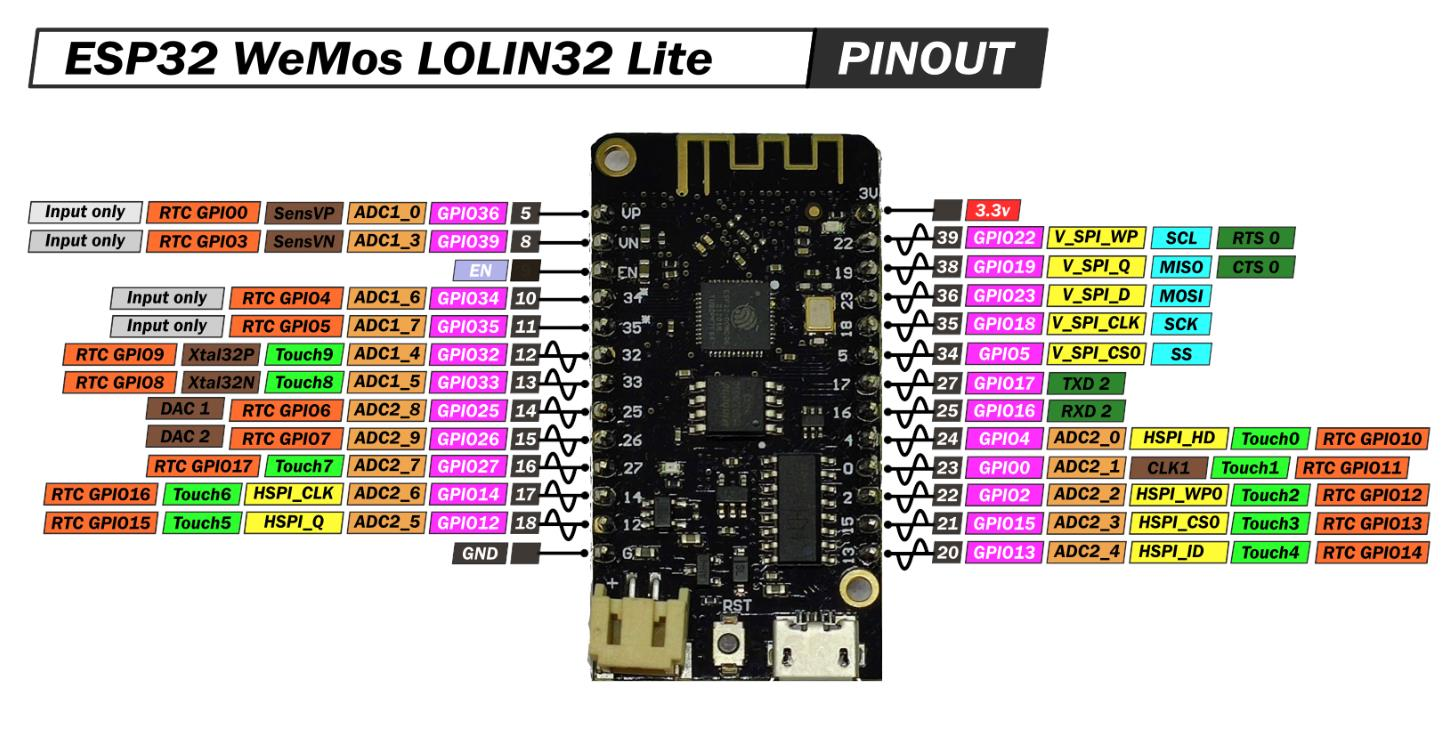 ESP32 WeMos LOLIN32 Lite PINOUT
3V
Input only RTC GPIO0 SensVP ADC1_0 GPIO36 5 VP
3.3v
Input only RTC GPIO3 SensVN ADC1_3 GPIO39 8 VN
22 39 GPIO22 V_SPI_WP SCL RTS 0
EN 9 EN
19 38 GPIO19 V_SPI_Q MISO CTS 0
Input only RTC GPIO4 ADC1_6 GPIO34 10 34
23 36 GPIO23 V_SPI_D MOSI
Input only RTC GPIO5 ADC1_7 GPIO35 11 35
18 35 GPIO18 V_SPI_CLK SCK
RTC GPIO9 Xtal32P Touch9 ADC1_4 GPIO32 12 32
5 34 GPIO5 V_SPI_CS0 SS
RTC GPIO8 Xtal32N Touch8 ADC1_5 GPIO33 13 33
17 27 GPIO17 TXD 2
DAC 1 RTC GPIO6 ADC2_8 GPIO25 14 25
16 25 GPIO16 RXD 2
DAC 2 RTC GPIO7 ADC2_9 GPIO26 15 26
4 24 GPIO4 ADC2_0 HSPI_HD Touch0 RTC GPIO10
RTC GPIO17 Touch7 ADC2_7 GPIO27 16 27
0 23 GPIO0 ADC2_1 CLK1 Touch1 RTC GPIO11
RTC GPIO16 Touch6 HSPI_CLK ADC2_6 GPIO14 17 14
2 22 GPIO2 ADC2_2 HSPI_WP0 Touch2 RTC GPIO12
RTC GPIO15 Touch5 HSPI_Q ADC2_5 GPIO12 18 12
15 21 GPIO15 ADC2_3 HSPI_CS0 Touch3 RTC GPIO13
GND G
13 20 GPIO13 ADC2_4 HSPI_ID Touch4 RTC GPIO14
+
RST